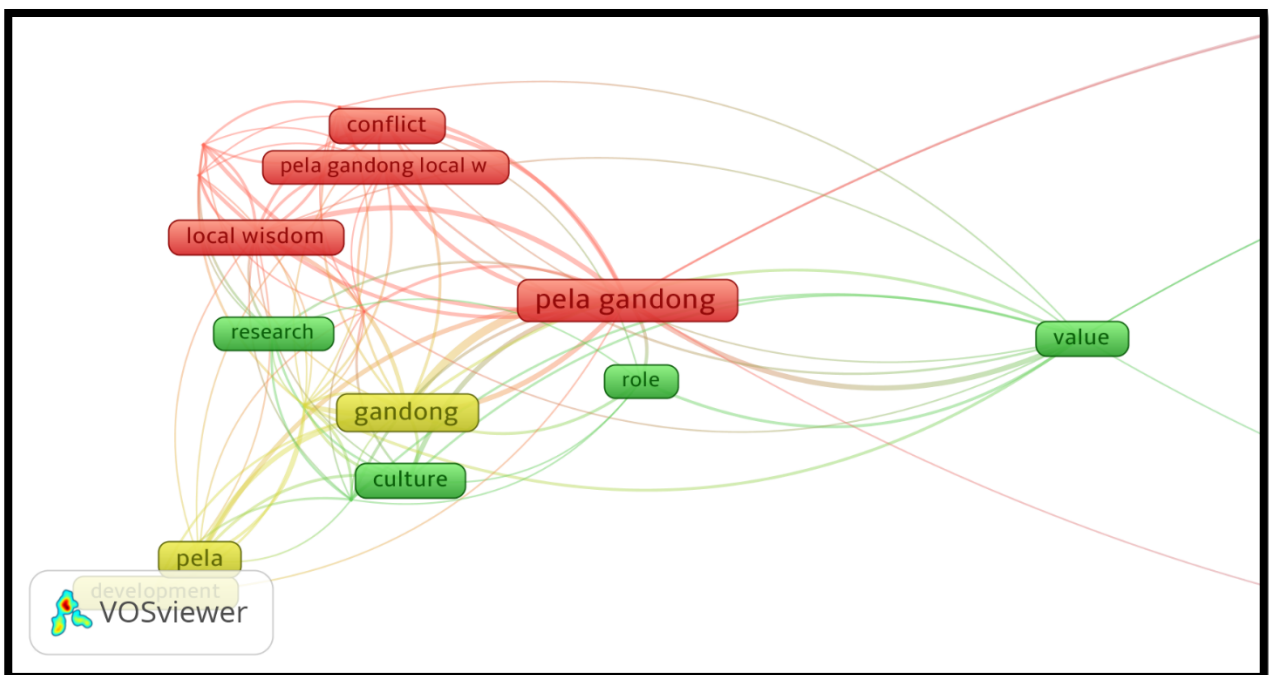 conflict
pela gandong local w
local wisdom
pela gandong
research
value
role
gandong
culture
pela
development
VOSviewer